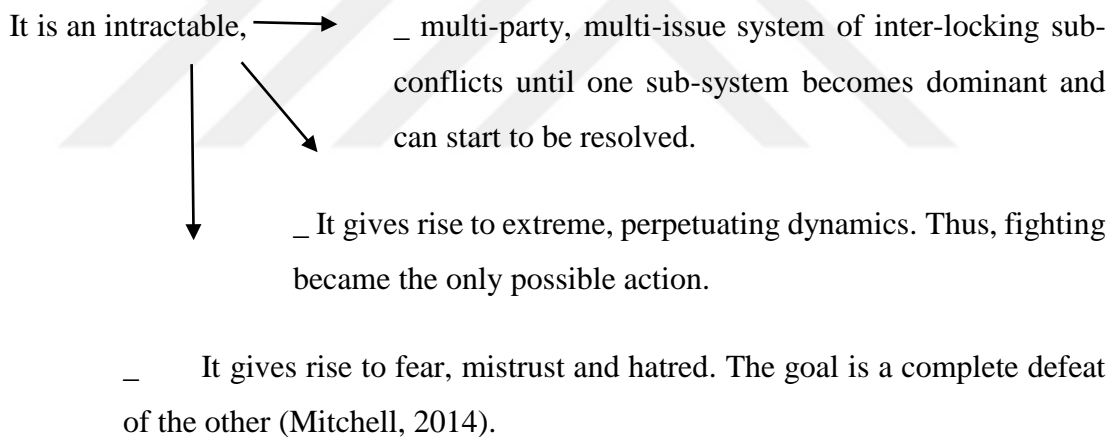 It is an intractable, _ multi-party, multi-issue system of inter-locking sub-
conflicts until one sub-system becomes dominant and
can start to be resolved.
_ It gives rise to extreme, perpetuating dynamics. Thus, fighting
became the only possible action.
_ It gives rise to fear, mistrust and hatred. The goal is a complete defeat
of the other (Mitchell, 2014).